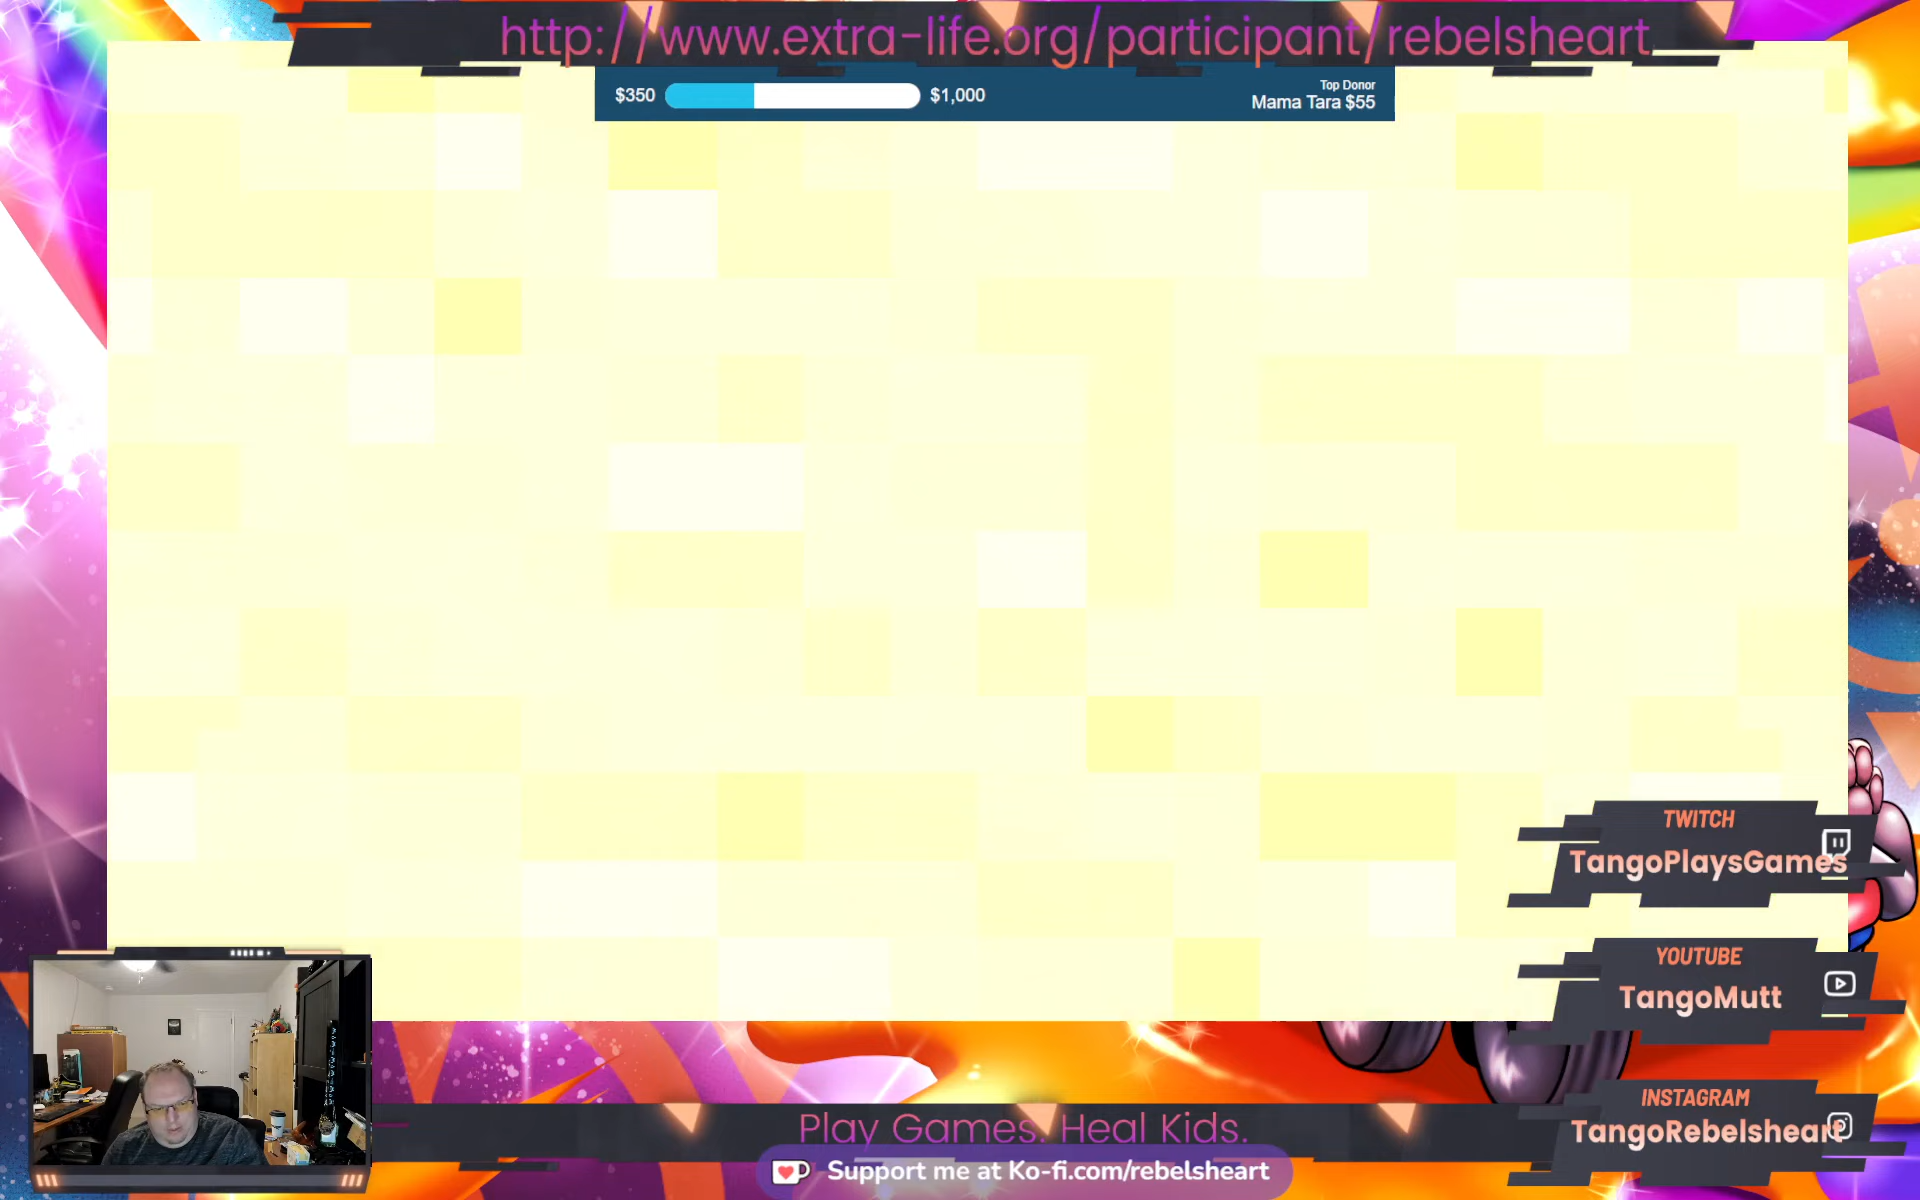 http://www.extra-life.org/participant/rebelsheart
$350
$1,000
Top Donor
Mama Tara $55
TWITCH
TangoPlaysGames
YOUTUBE
TangoMutt
INSTAGRAM
TangoRebelsheart
Play Games. Heal Kids.
Support me at Ko-fi.com/rebelsheart